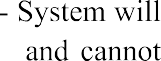 - System will
and cannot